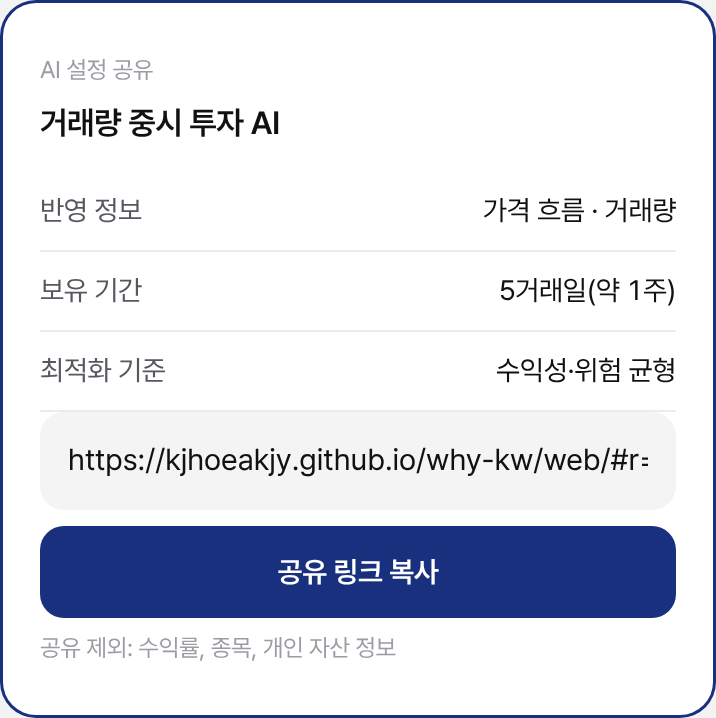 AI 설정 공유
거래량 중시 투자 AI
반영 정보 가격 흐름 · 거래량
보유 기간 5거래일(약 1주)
최적화 기준 수익성·위험 균형
https://kjhoeakjy.github.io/why-kw/web/#r=
공유 링크 복사
공유 제외: 수익률, 종목, 개인 자산 정보